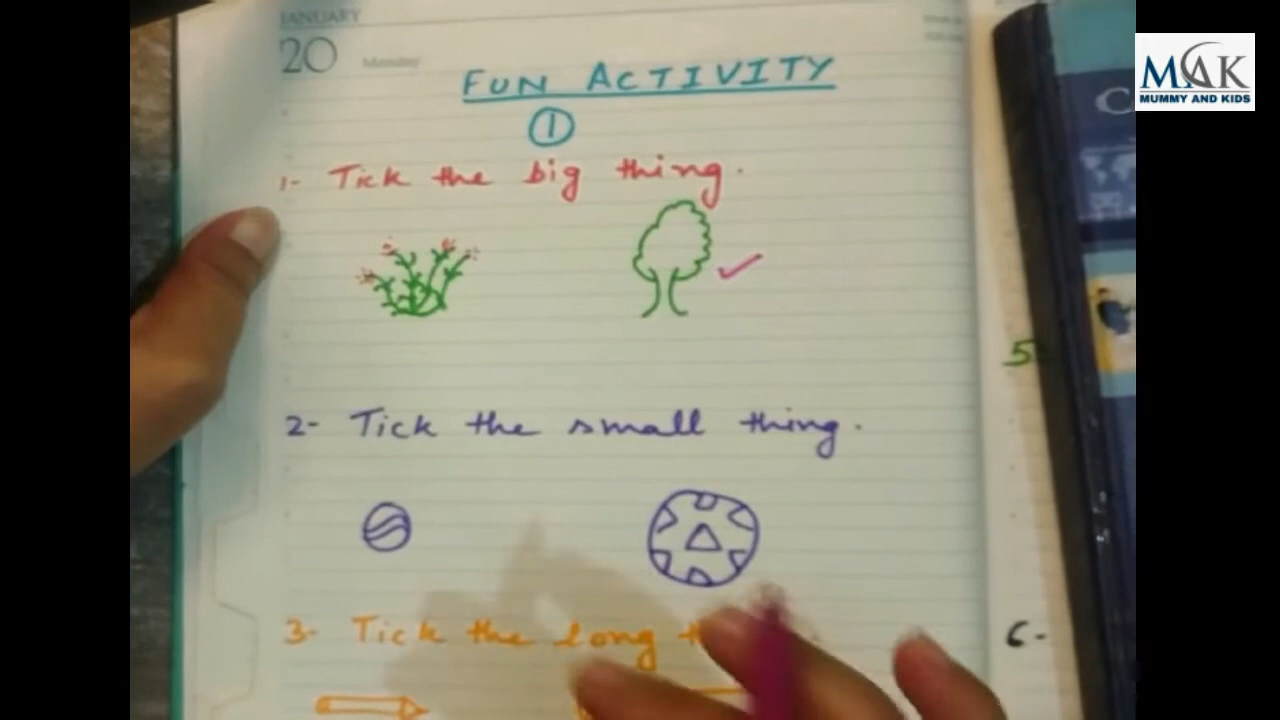 JANUARY
20 Monday
FUN ACTIVITY
1
1- Tick the big thing.
2- Tick the small thing.
3- Tick the long
5-
6-
MAK
MUMMY AND KIDS